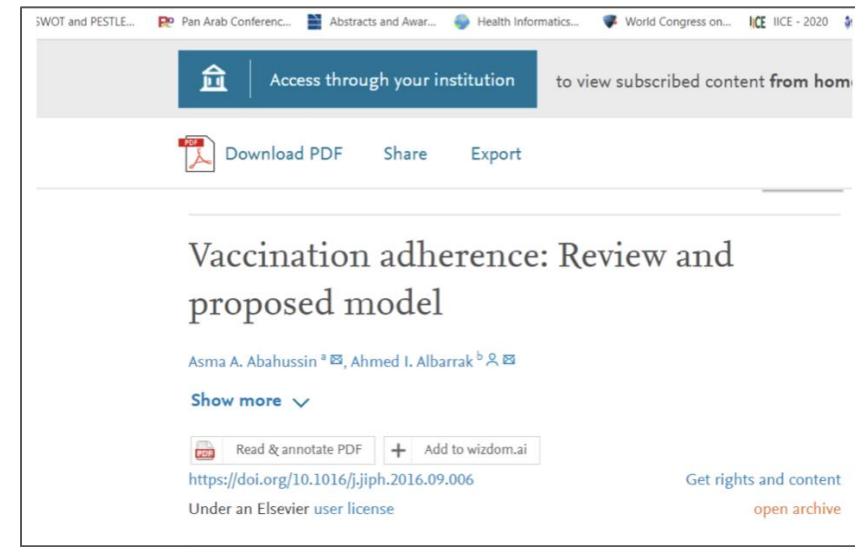 SWOT and PESTLE... Pan Arab Conferenc... Abstracts and Awar... Health Informatics... World Congress on... IICE - 2020
Access through your institution to view subscribed content from hom
PDF Download PDF Share Export
Vaccination adherence: Review and
proposed model
Asma A. Abahussin a, Ahmed I. Albarrak b
Show more
PDF Read & annotate PDF + Add to wizdom.ai
https://doi.org/10.1016/j.jiph.2016.09.006 Get rights and content
Under an Elsevier user license open archive